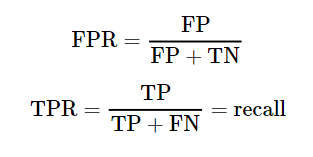 FPR = FP / (FP + TN)
TPR = TP / (TP + FN) = recall